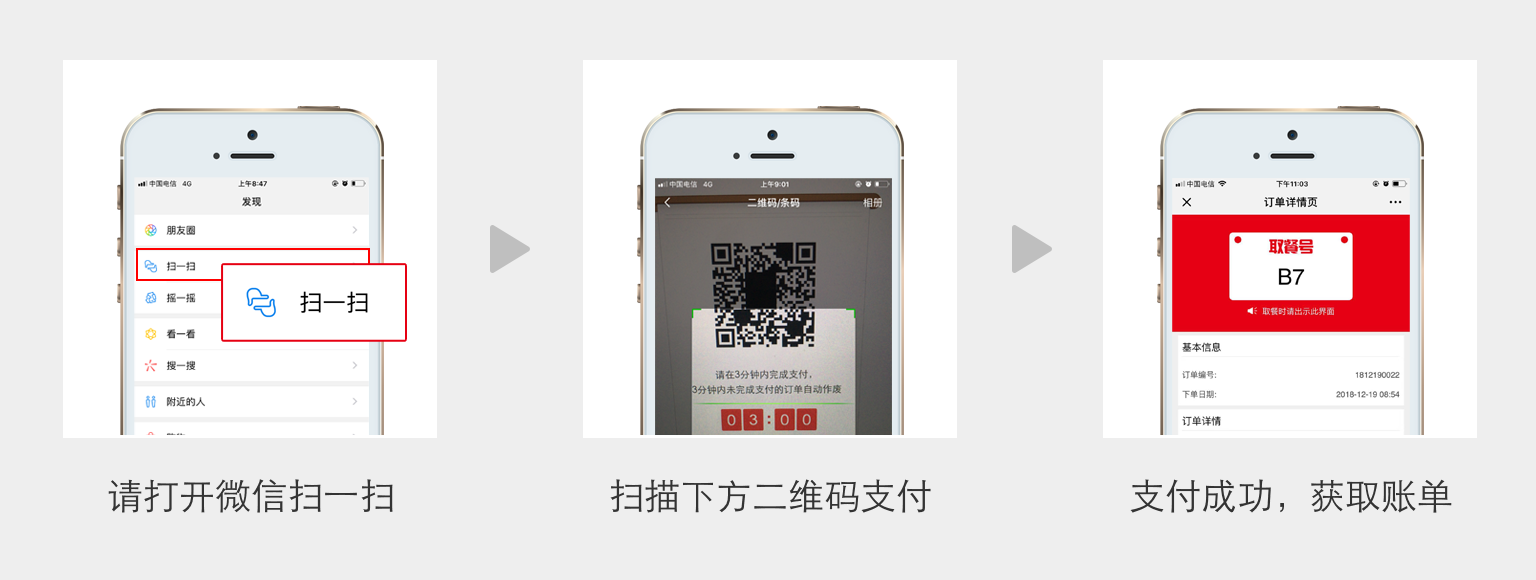 中国电信 4G 上午8:47
发现
朋友圈
扫一扫
扫一扫
摇一摇
看一看
搜一搜
附近的人
请打开微信扫一扫
中国电信 4G 上午9:01
二维码/条码 相册
请在3分钟内完成支付，
3分钟内未完成支付的订单自动作废
03:00
扫描下方二维码支付
中国电信 下午11:03
订单详情页
取餐号
B7
取餐时请出示此界面
基本信息
订单编号: 1812190022
下单日期: 2018-12-19 08:54
订单详情
支付成功，获取账单